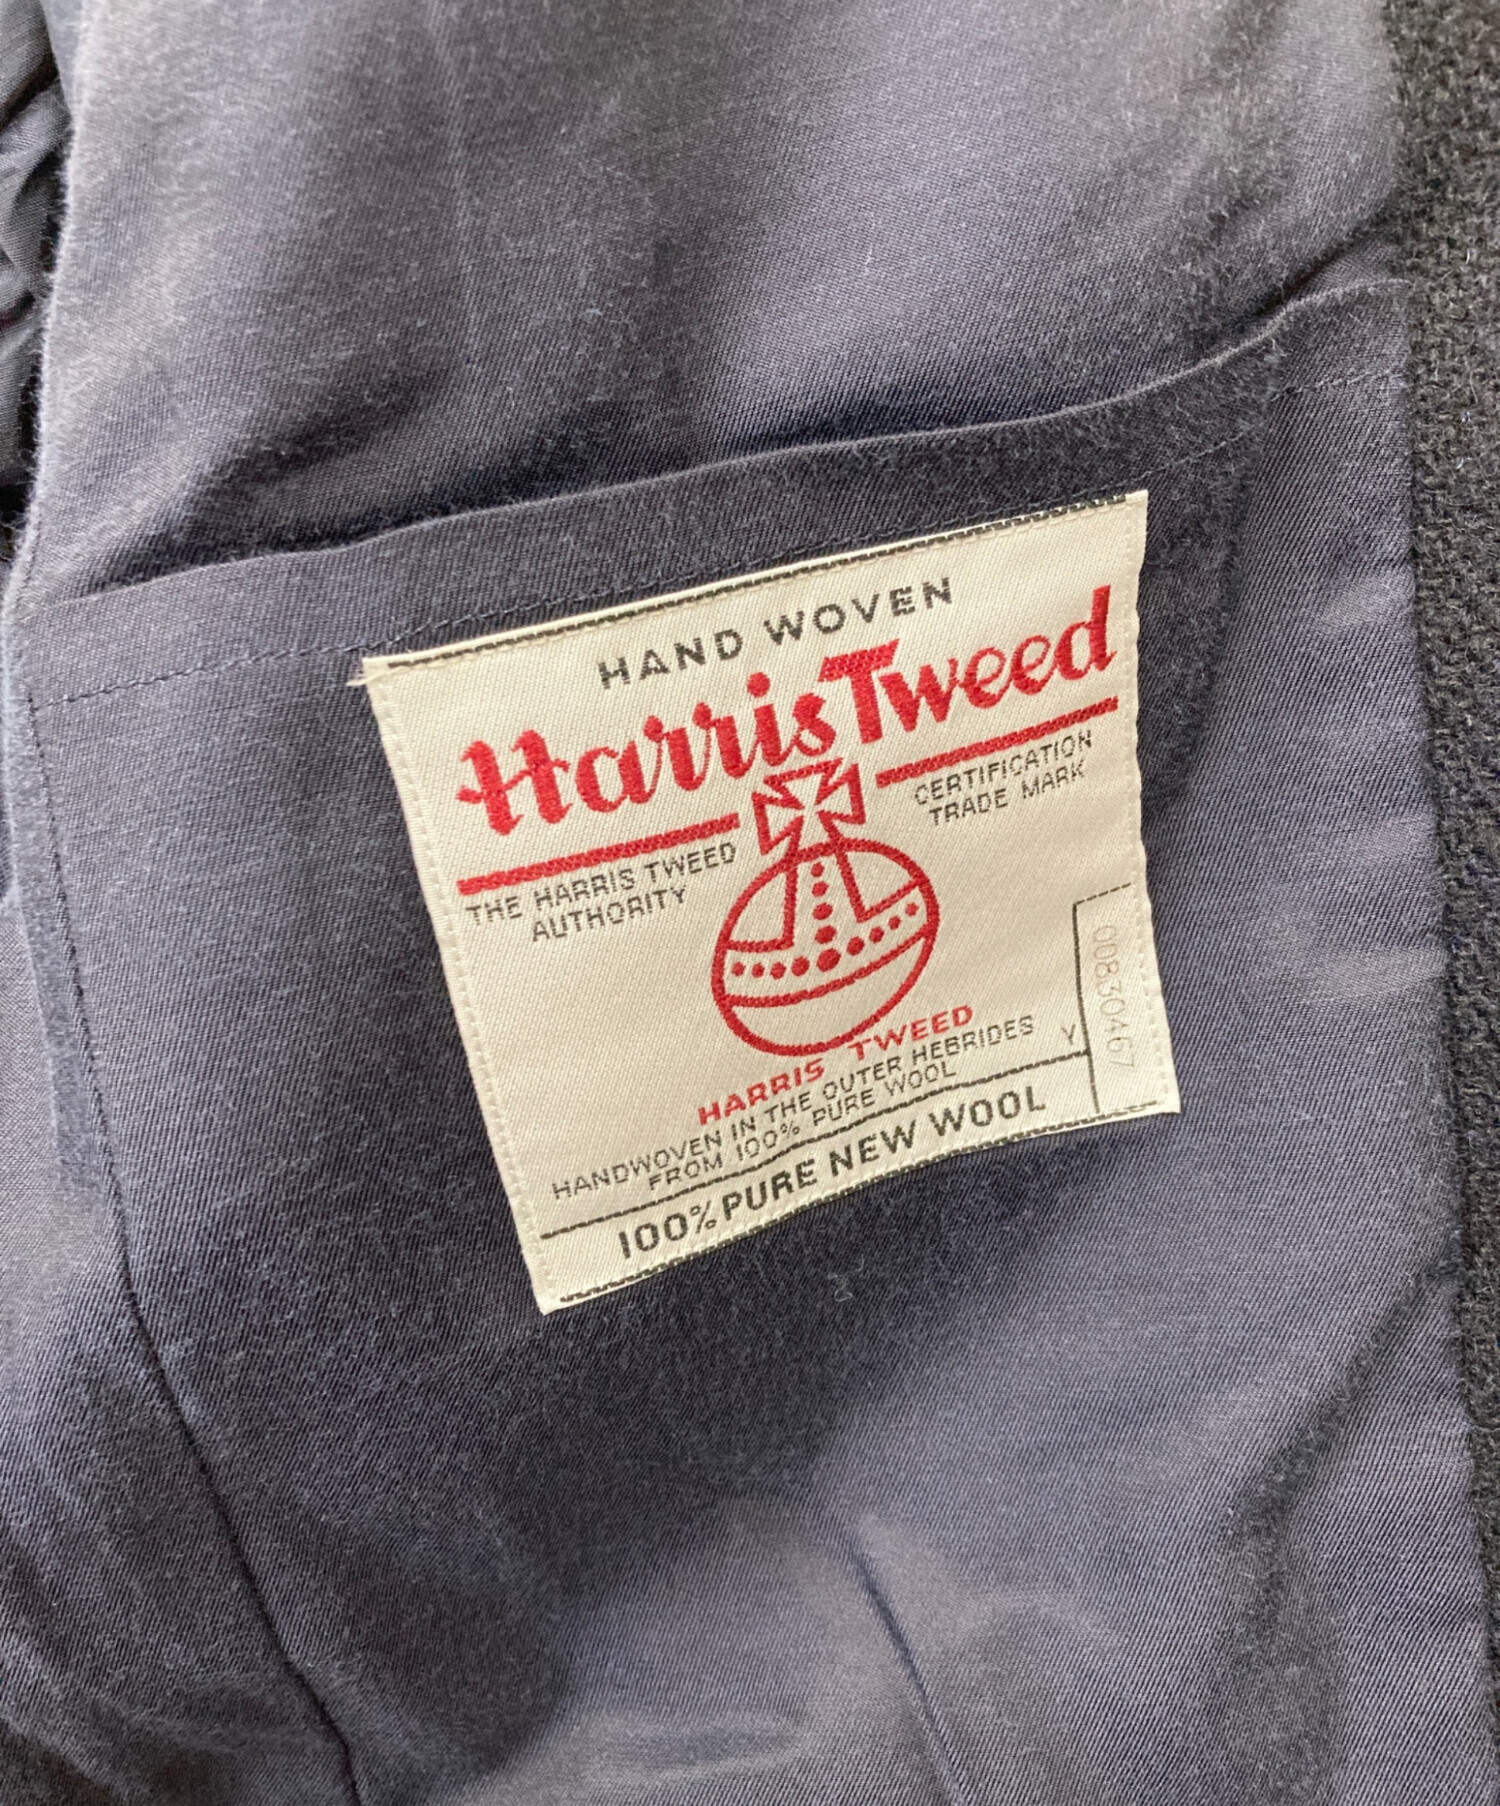 HAND WOVEN
Harris Tweed
THE HARRIS TWEED
AUTHORITY
CERTIFICATION
TRADE MARK
HARRIS TWEED
HANDWOVEN IN THE OUTER HEBRIDES
FROM 100% PURE WOOL
Y
00830467
100% PURE NEW WOOL